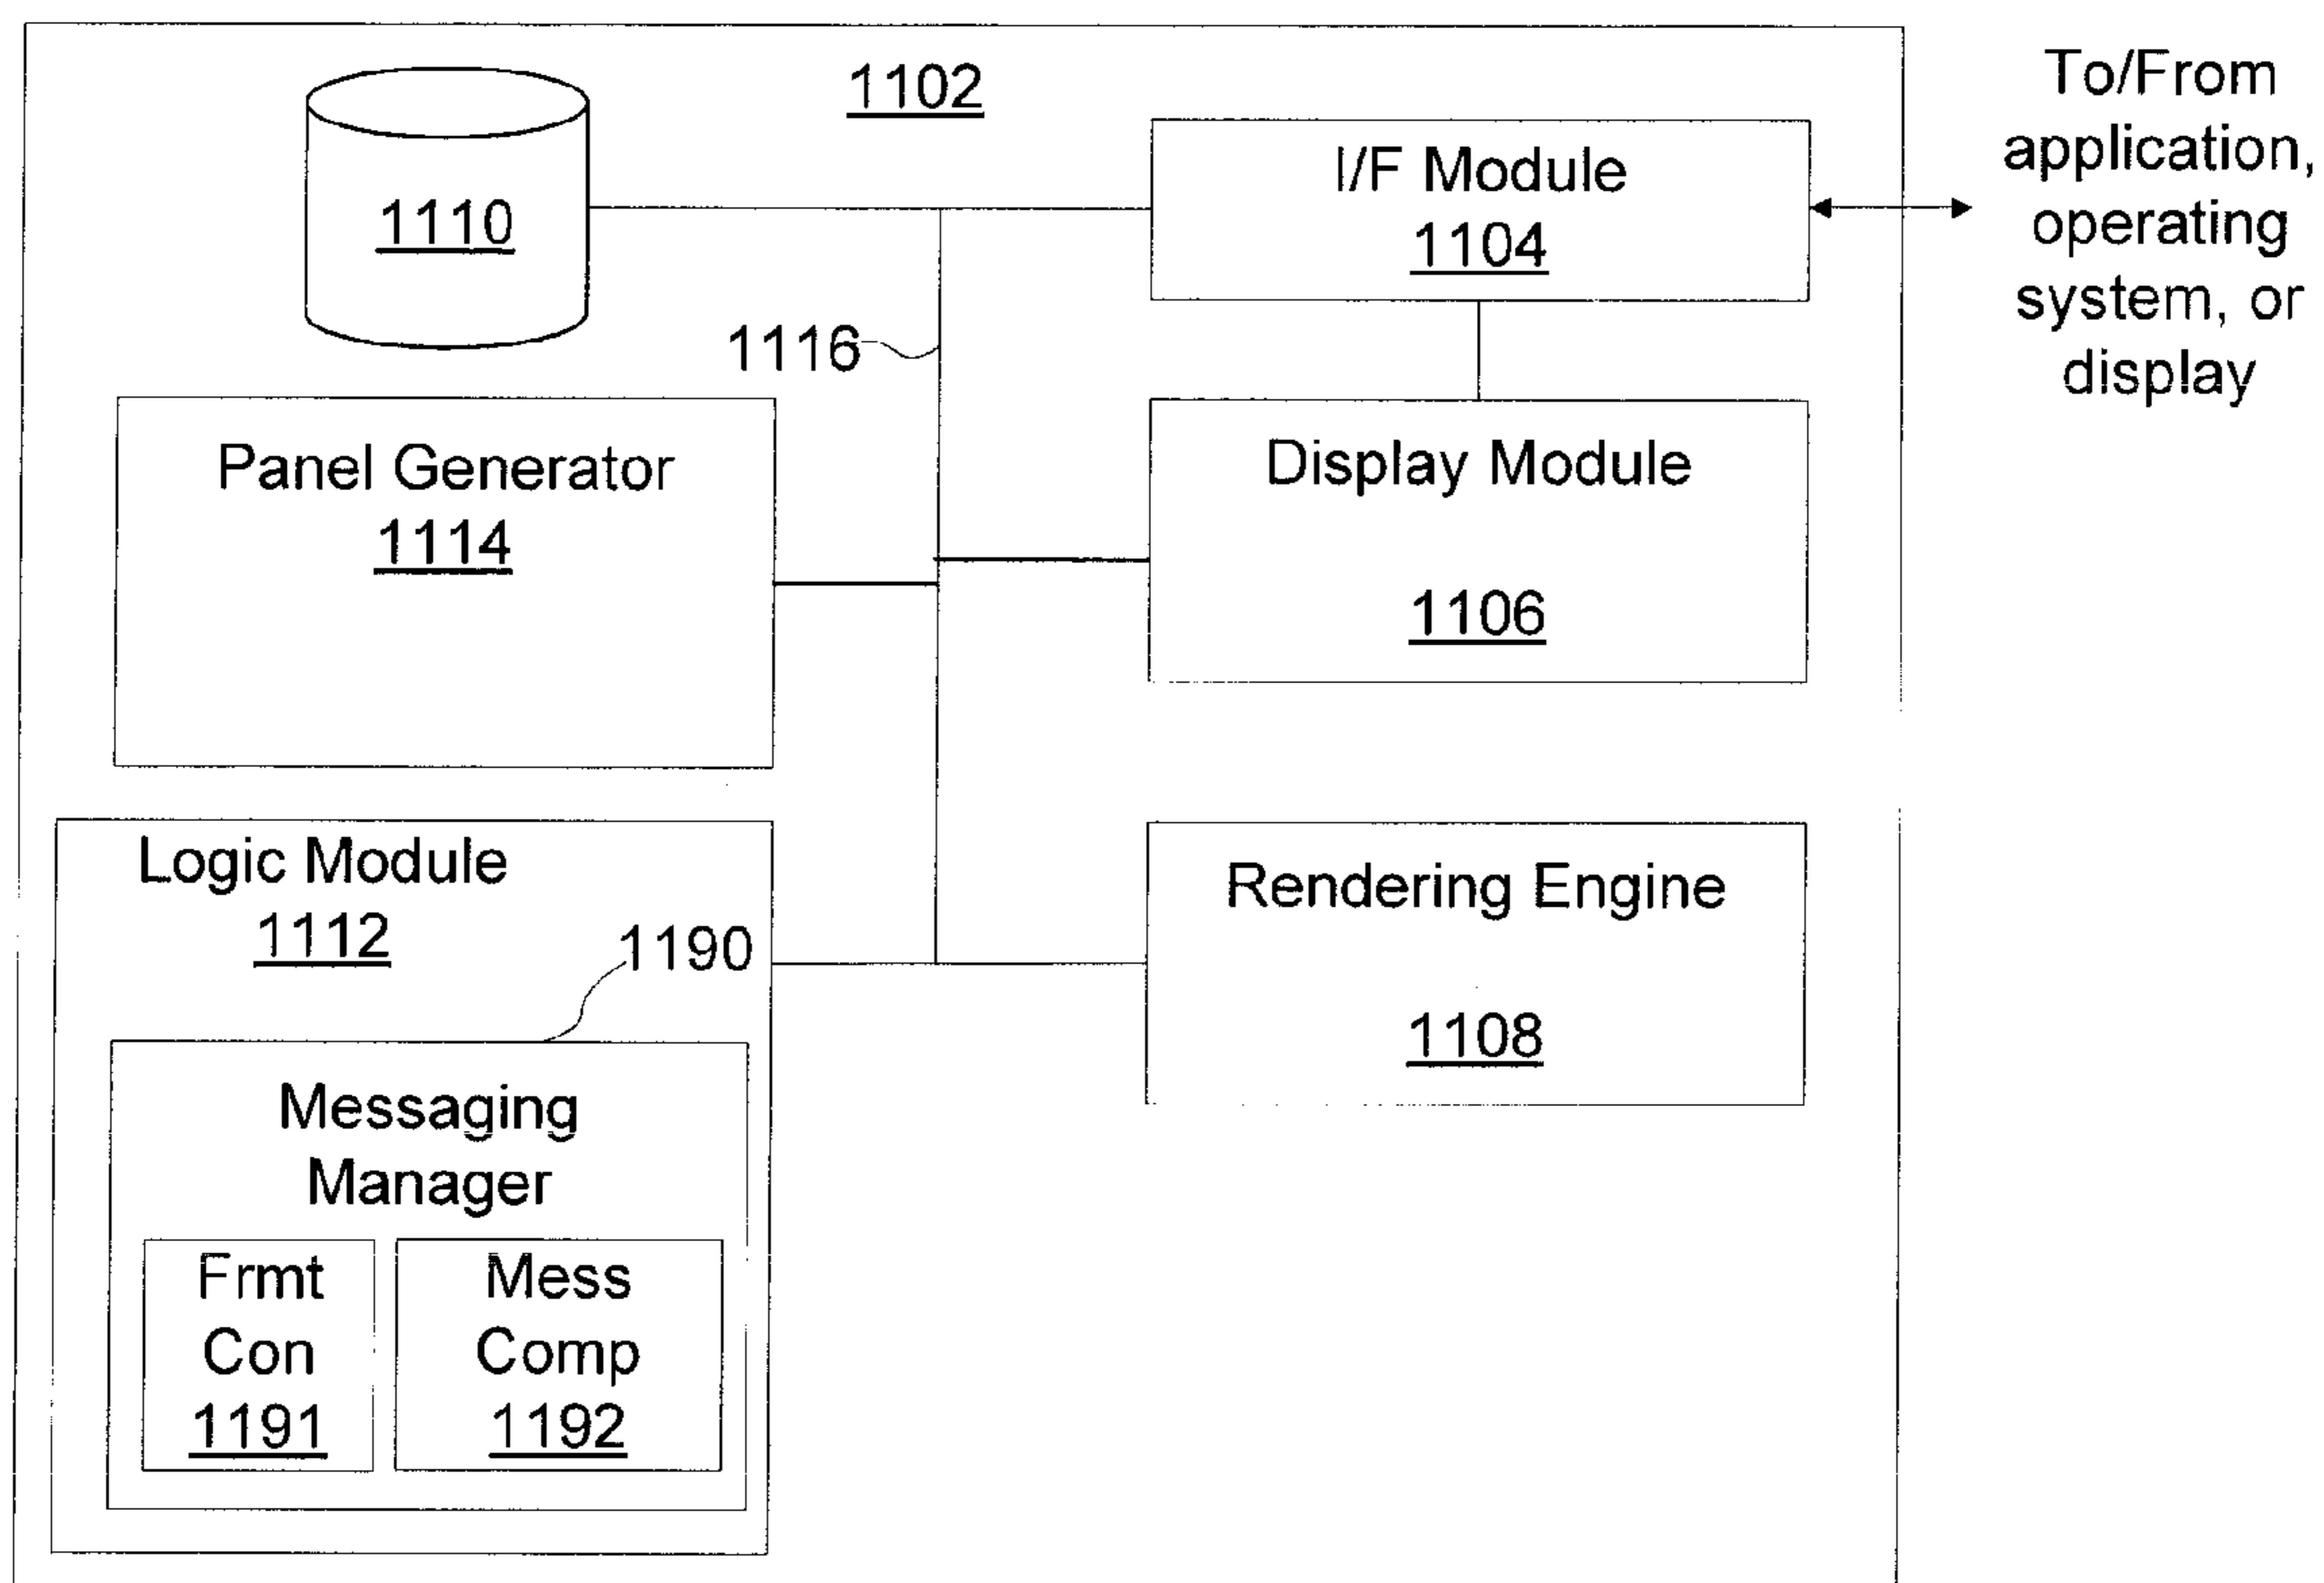 1102
To/From
application,
operating
system, or
display
1110
I/F Module
1104
1116
Panel Generator
1114
Display Module
1106
Logic Module
1112
1190
Rendering Engine
1108
Messaging
Manager
Frmt
Con
1191
Mess
Comp
1192